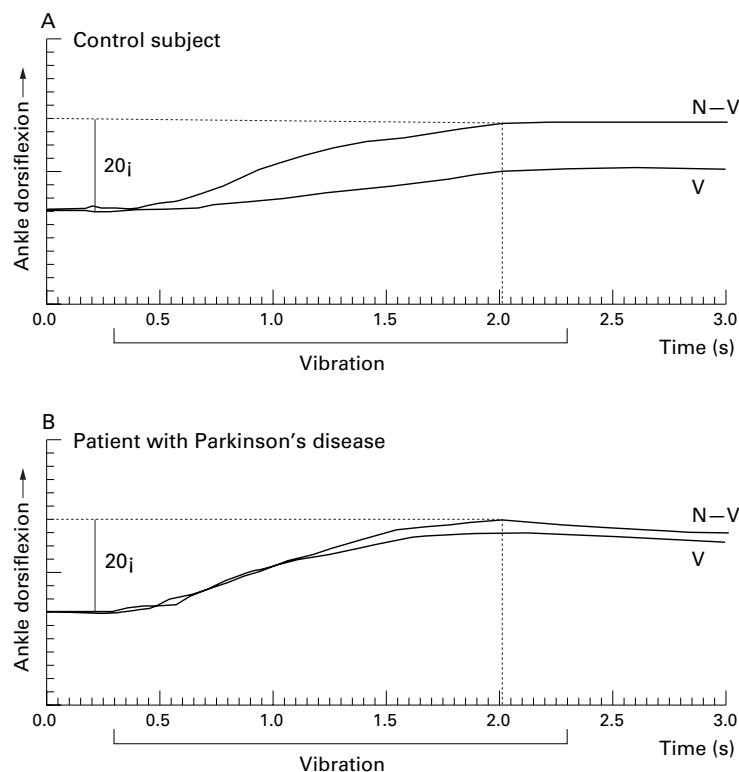 A
Control subject
Ankle dorsiflexion
20¡
N–V
V
0.0 0.5 1.0 1.5 2.0 2.5 3.0
Time (s)
Vibration
B
Patient with Parkinson's disease
Ankle dorsiflexion
20¡
N–V
V
0.0 0.5 1.0 1.5 2.0 2.5 3.0
Time (s)
Vibration